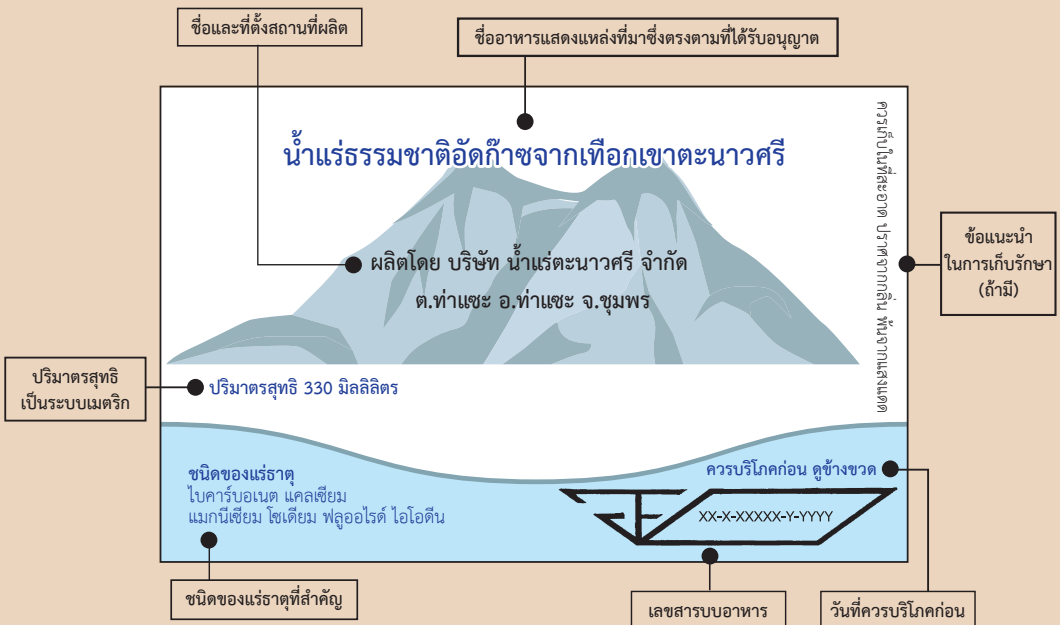 ชื่อและที่ตั้งสถานที่ผลิต
ชื่ออาหารแสดงแหล่งที่มาซึ่งตรงตามที่ได้รับอนุญาต
น้ำแร่ธรรมชาติอัดก๊าซจากเทือกเขาตะนาวศรี
ควรเก็บในที่สะอาด ปราศจากกลิ่น พ้นจากแสงแดด
ผลิตโดย บริษัท น้ำแร่ตะนาวศรี จำกัด
ต.ท่าแซะ อ.ท่าแซะ จ.ชุมพร
ข้อแนะนำ
ในการเก็บรักษา
(ถ้ามี)
ปริมาตรสุทธิ
เป็นระบบเมตริก
ปริมาตรสุทธิ 330 มิลลิลิตร
ชนิดของแร่ธาตุ
ไบคาร์บอเนต แคลเซียม
แมกนีเซียม โซเดียม ฟลูออไรด์ ไอโอดีน
ควรบริโภคก่อน ดูข้างขวด
XX-X-XXXXX-Y-YYYY
ชนิดของแร่ธาตุที่สำคัญ
เลขสารบบอาหาร
วันที่ควรบริโภคก่อน